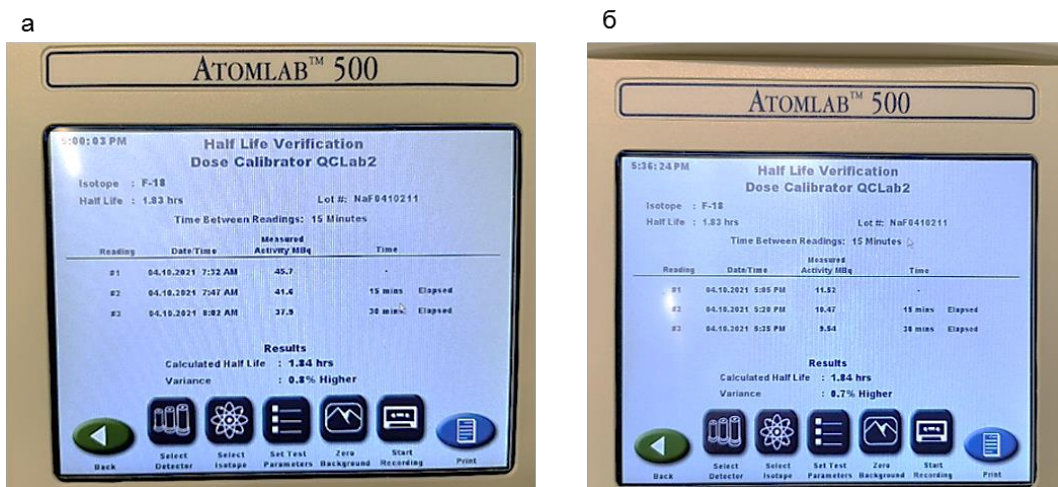 а
ATOMLAB™ 500
5:00:03 PM
Half Life Verification
Dose Calibrator QCLab2
Isotope : F-18
Half Life : 1.83 hrs Lot #: NaF0410211
Time Between Readings: 15 Minutes
Reading Date/Time Measured Activity MBq Time
#1 04.10.2021 7:32 AM 45.7 -
#2 04.10.2021 7:47 AM 41.6 15 mins Elapsed
#3 04.10.2021 8:02 AM 37.9 30 mins Elapsed
Results
Calculated Half Life : 1.84 hrs
Variance : 0.8% Higher
Back
Select Detector
Select Isotope
Set Test Parameters
Zero Background
Start Recording
Print
б
ATOMLAB™ 500
5:36:24 PM
Half Life Verification
Dose Calibrator QCLab2
Isotope : F-18
Half Life : 1.83 hrs Lot #: NaF0410211
Time Between Readings: 15 Minutes
Reading Date/Time Measured Activity MBq Time
#1 04.10.2021 5:05 PM 11.52 -
#2 04.10.2021 5:20 PM 10.47 15 mins Elapsed
#3 04.10.2021 5:35 PM 9.54 30 mins Elapsed
Results
Calculated Half Life : 1.84 hrs
Variance : 0.7% Higher
Back
Select Detector
Select Isotope
Set Test Parameters
Zero Background
Start Recording
Print